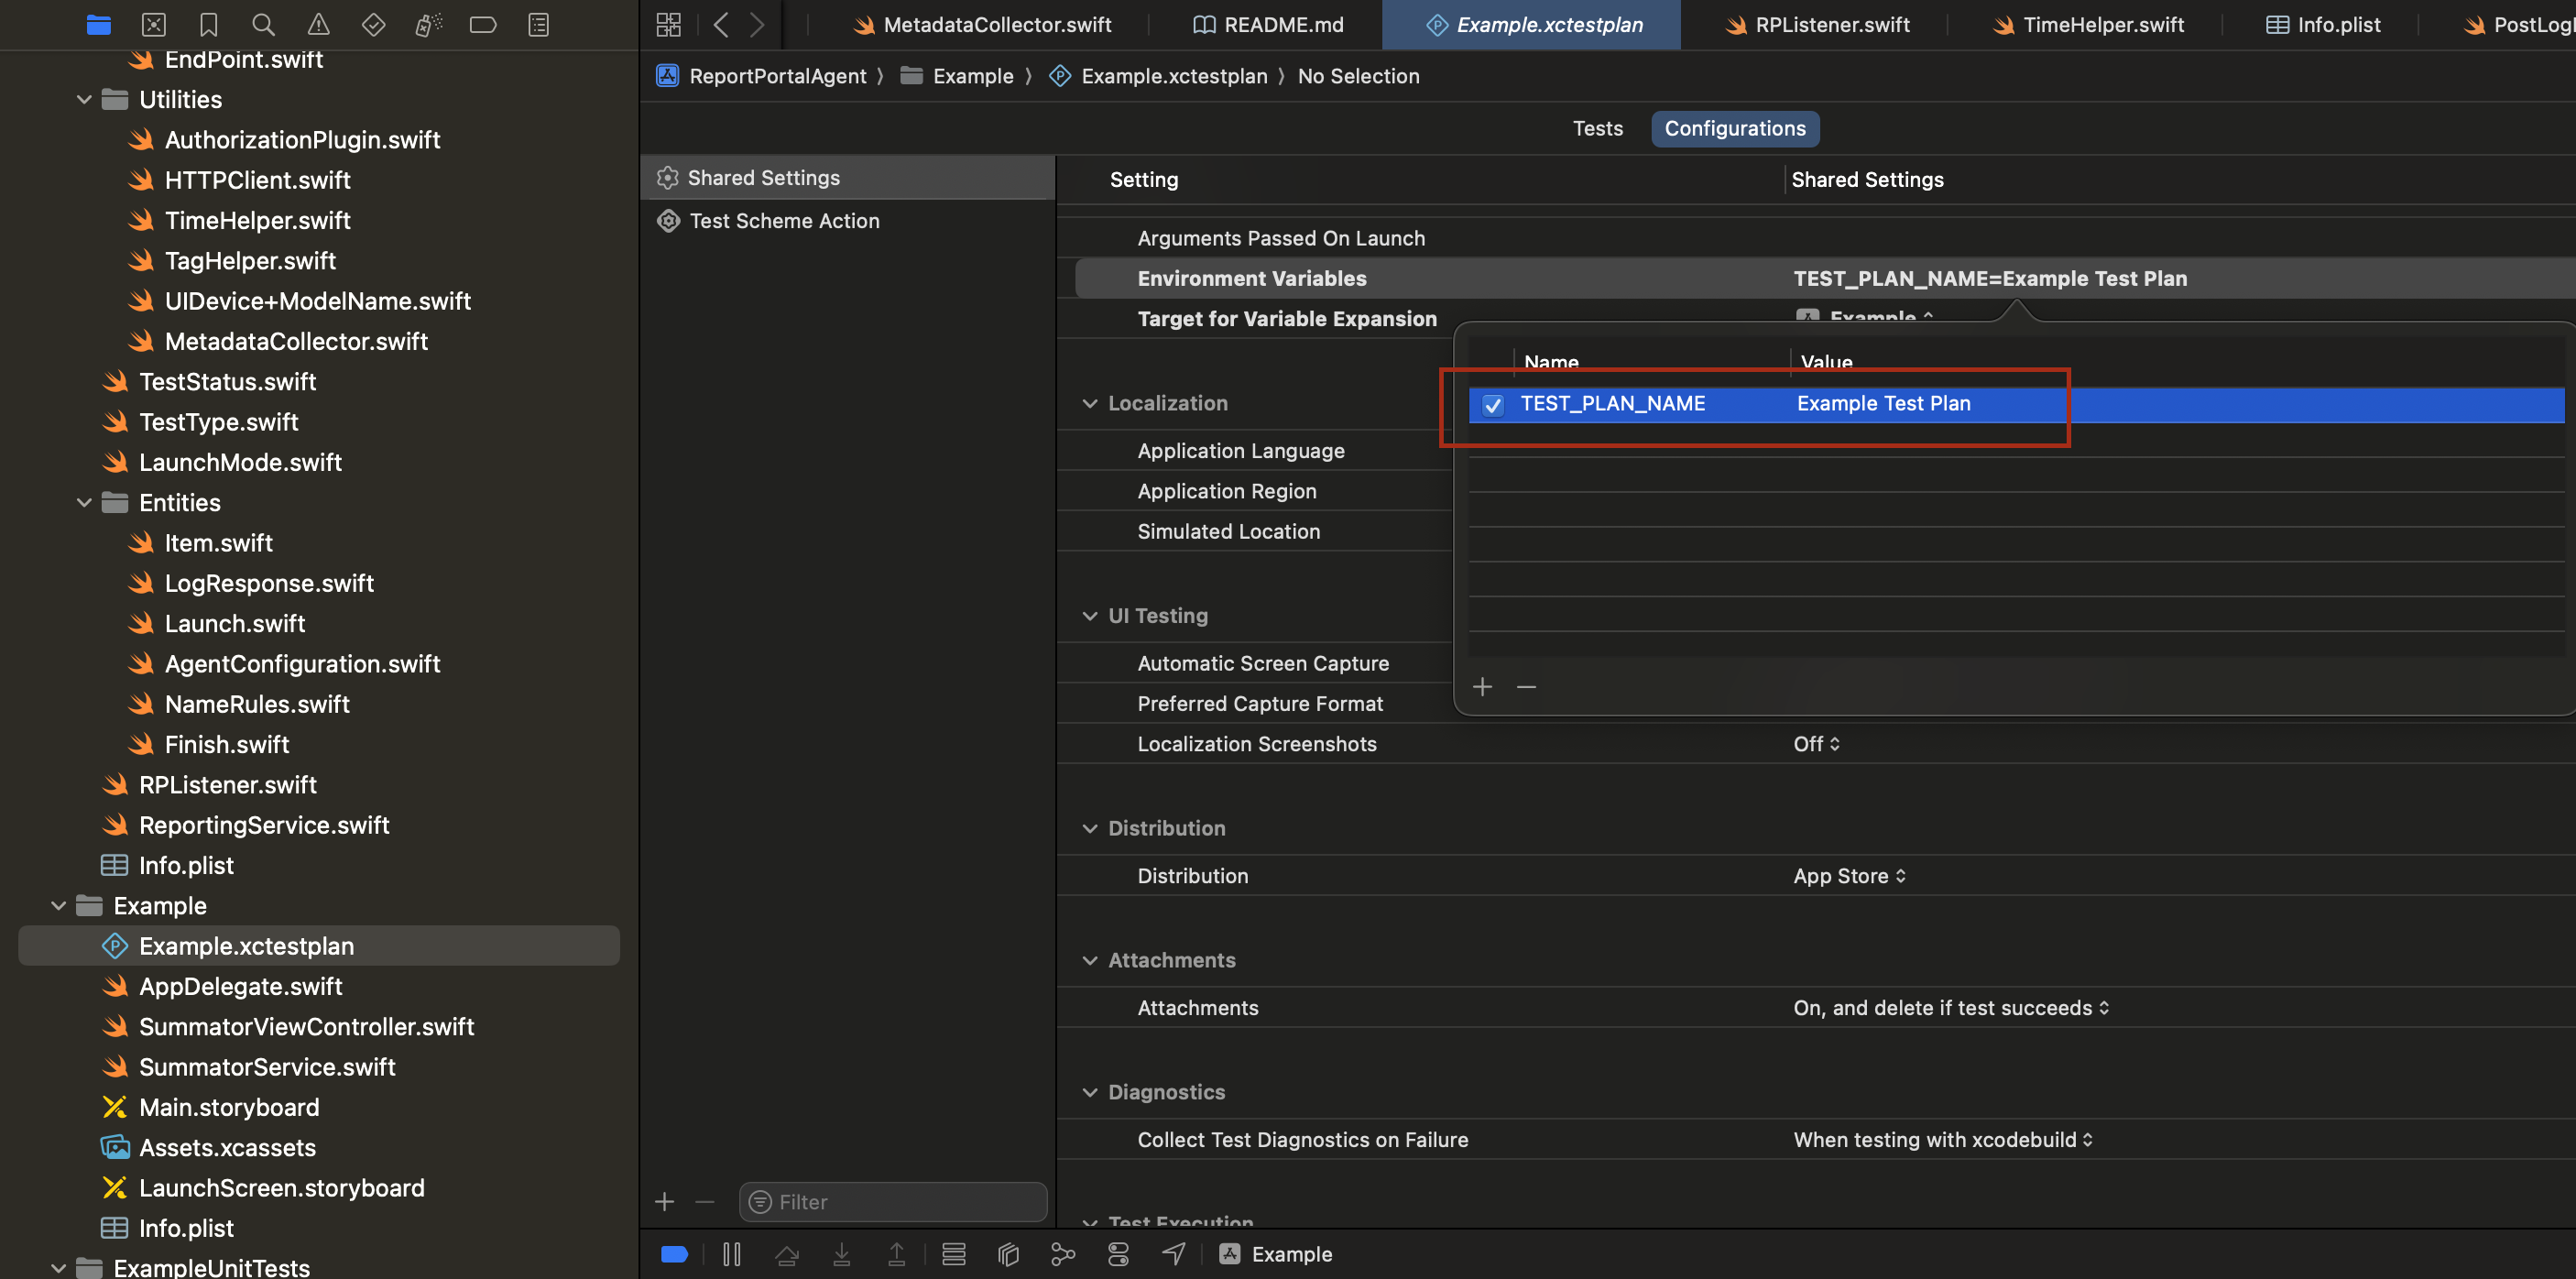 EndPoint.swift
Utilities
AuthorizationPlugin.swift
HTTPClient.swift
TimeHelper.swift
TagHelper.swift
UIDevice+ModelName.swift
MetadataCollector.swift
TestStatus.swift
TestType.swift
LaunchMode.swift
Entities
Item.swift
LogResponse.swift
Launch.swift
AgentConfiguration.swift
NameRules.swift
Finish.swift
RPListener.swift
ReportingService.swift
Info.plist
Example
Example.xctestplan
AppDelegate.swift
SummatorViewController.swift
SummatorService.swift
Main.storyboard
Assets.xcassets
LaunchScreen.storyboard
Info.plist
ExampleUnitTests
MetadataCollector.swift README.md Example.xctestplan RPListener.swift TimeHelper.swift Info.plist PostLog
ReportPortalAgent Example Example.xctestplan No Selection
Tests Configurations
Shared Settings
Test Scheme Action
Filter
Setting Shared Settings
Arguments Passed On Launch
Environment Variables TEST_PLAN_NAME=Example Test Plan
Target for Variable Expansion Example
Name Value
TEST_PLAN_NAME Example Test Plan
Localization
Application Language
Application Region
Simulated Location
UI Testing
Automatic Screen Capture
Preferred Capture Format
Localization Screenshots Off
Distribution
Distribution App Store
Attachments
Attachments On, and delete if test succeeds
Diagnostics
Collect Test Diagnostics on Failure When testing with xcodebuild
Test Execution
Example